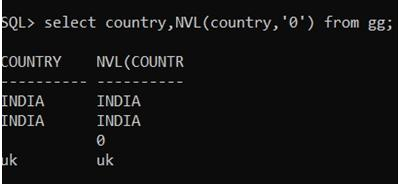 SQL> select country,NVL(country,'0') from gg;
COUNTRY NVL(COUNTR
---------- ----------
INDIA INDIA
INDIA INDIA
0
uk uk